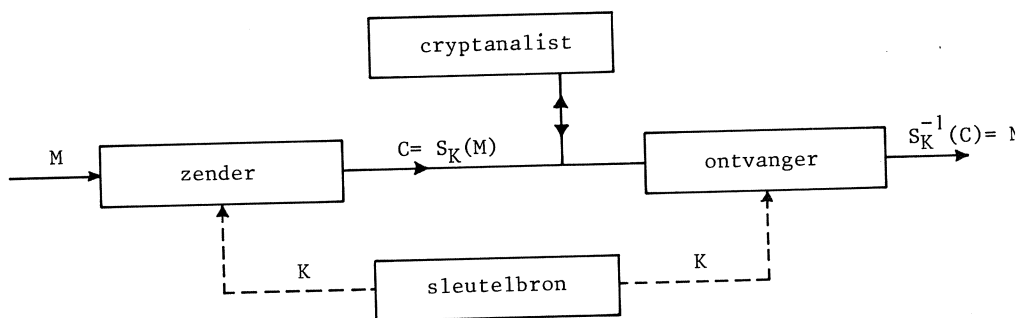 cryptanalist
M
zender
C= S_K(M)
ontvanger
S_K^{-1}(C)= M
K
sleutelbron
K